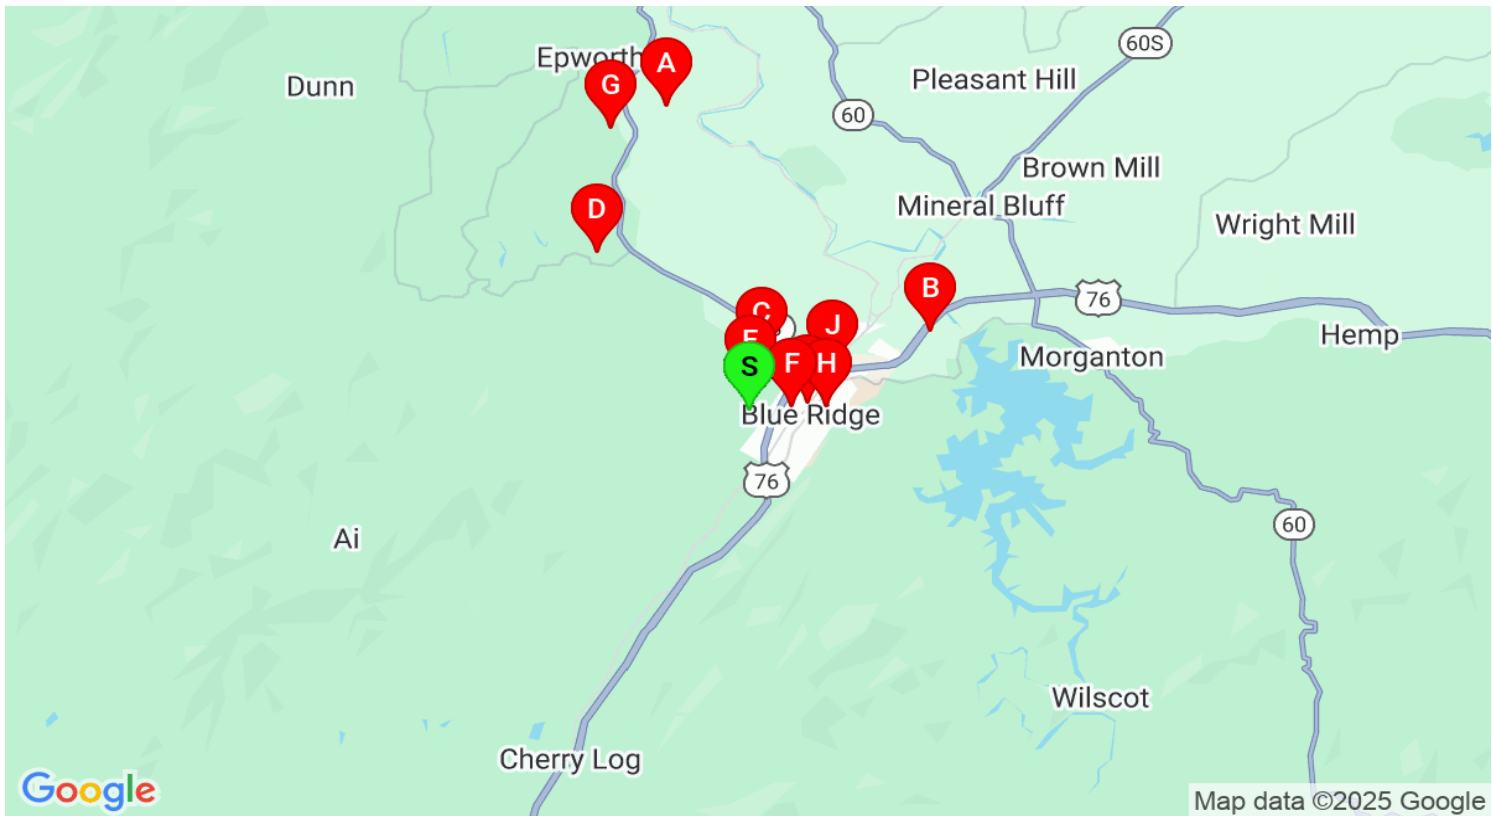 60S
Epworth
A
Dunn
G
Pleasant Hill
60
Brown Mill
D
Mineral Bluff
Wright Mill
B
76
C
J
Hemp
E
Morganton
S
F
H
Blue Ridge
76
60
Ai
Wilscot
Cherry Log
Google
Map data ©2025 Google